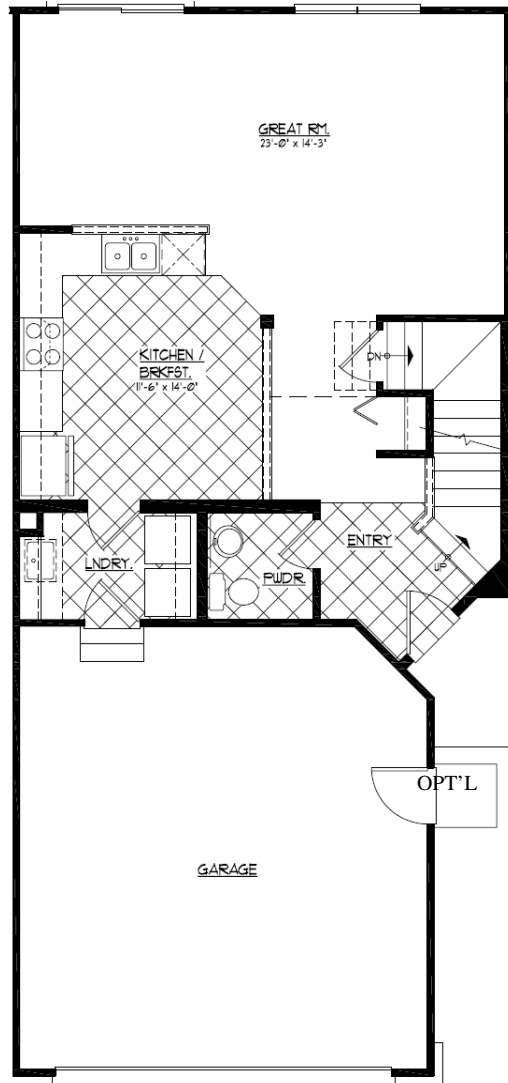 GREAT RM.
23'-0" x 14'-3"
KITCHEN /
BRKFST.
11'-6" x 14'-0"
DN
LNDRY.
PWDR.
ENTRY
UP
OPT'L
GARAGE